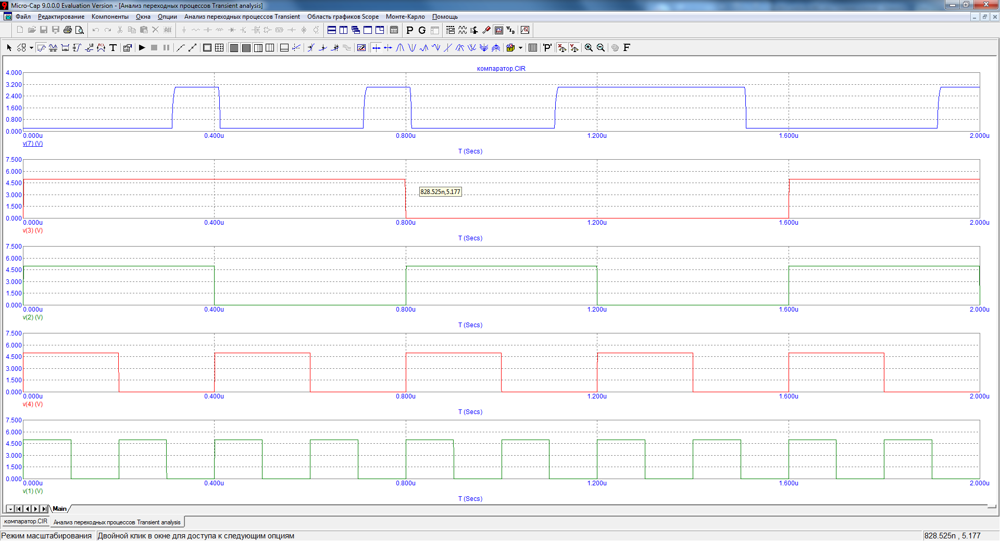 Micro-Cap 9.0.0.0 Evaluation Version - [Анализ переходных процессов Transient analysis]
Файл Редактирование Компоненты Окна Опции Анализ переходных процессов Transient Область графиков Scope Монте-Карло Помощь
компаратор.CIR
4.000
3.200
2.400
1.600
0.800
0.000
0.000u 0.400u 0.800u 1.200u 1.600u 2.000u
v(7) (V)
T (Secs)
7.500
6.000
4.500
3.000
1.500
0.000
828.525n,5.177
0.000u 0.400u 0.800u 1.200u 1.600u 2.000u
v(3) (V)
T (Secs)
7.500
6.000
4.500
3.000
1.500
0.000
0.000u 0.400u 0.800u 1.200u 1.600u 2.000u
v(2) (V)
T (Secs)
7.500
6.000
4.500
3.000
1.500
0.000
0.000u 0.400u 0.800u 1.200u 1.600u 2.000u
v(4) (V)
T (Secs)
7.500
6.000
4.500
3.000
1.500
0.000
0.000u 0.400u 0.800u 1.200u 1.600u 2.000u
v(1) (V)
T (Secs)
Main
компаратор.CIR Анализ переходных процессов Transient analysis
Режим масштабирования Двойной клик в окне для доступа к следующим опциям 828.525n , 5.177